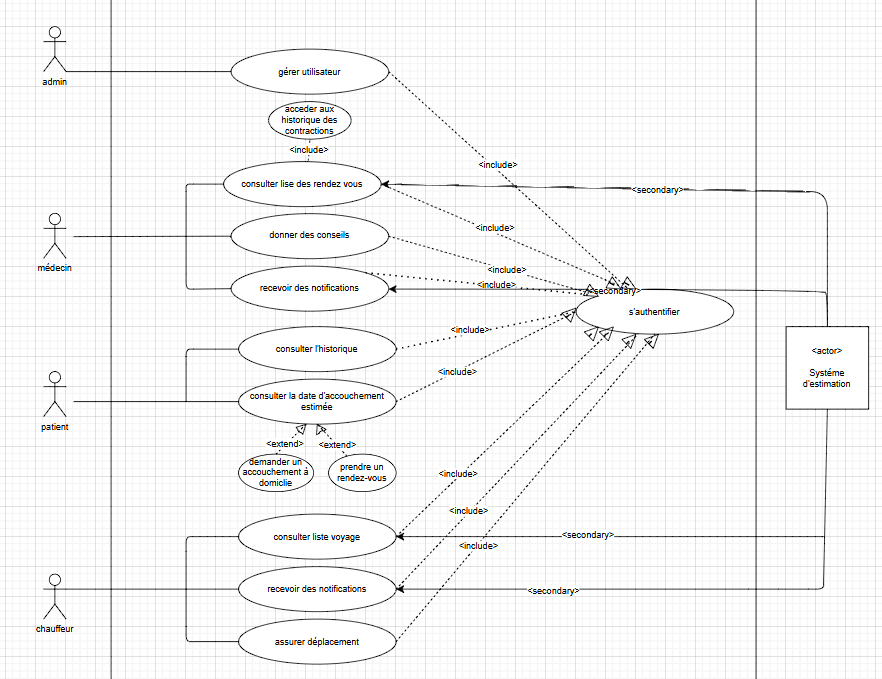 admin
gérer utilisateur
acceder aux
historique des
contractions
<include>
<include>
consulter lise des rendez vous
<secondary>
médecin
donner des conseils
<include>
<include>
recevoir des notifications
<include>
<secondary>
s'authentifier
<actor>
Systéme
d'estimation
consulter l'historique
<include>
<include>
patient
consulter la date d'accouchement
estimée
<extend>
<extend>
demander un
accouchement à
domiclie
prendre un
rendez-vous
<include>
<include>
<include>
consulter liste voyage
<secondary>
recevoir des notifications
<secondary>
chauffeur
assurer déplacement